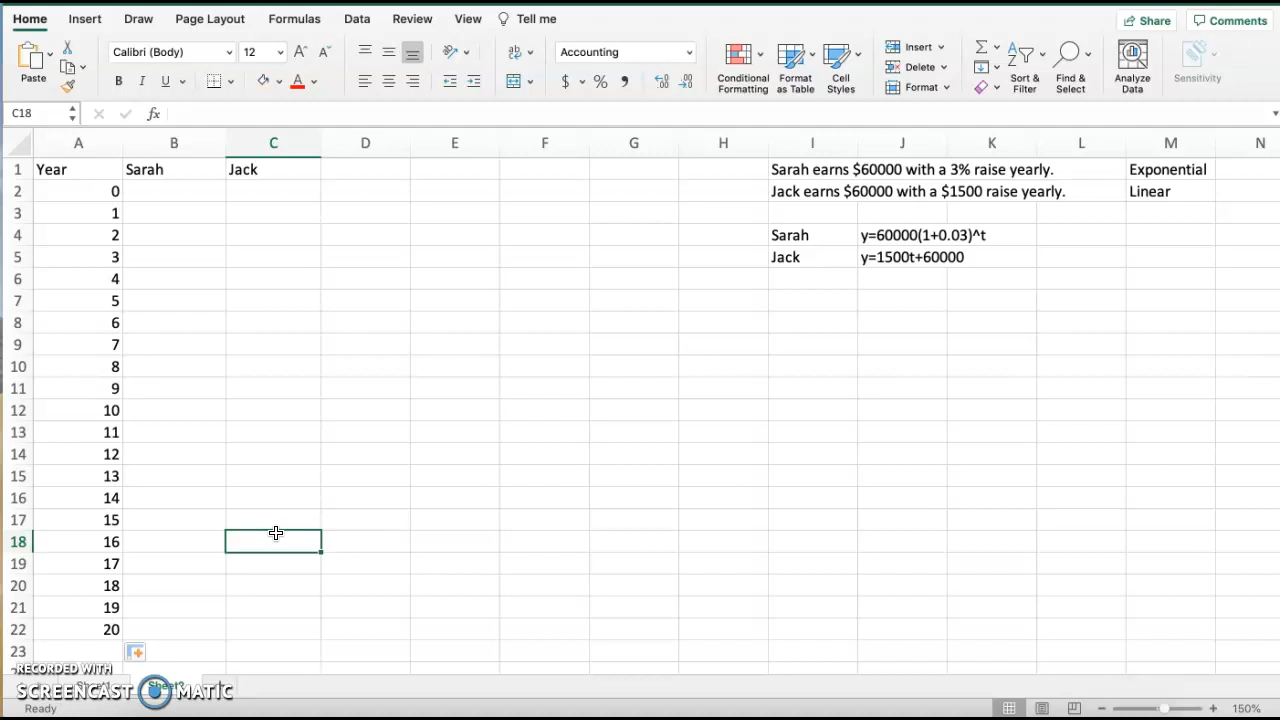 Home Insert Draw Page Layout Formulas Data Review View Tell me Share Comments
Calibri (Body) 12 Accounting
Paste B I U A $ % , Conditional Formatting Format as Table Cell Styles Insert Delete Format Sort & Filter Find & Select Analyze Data Sensitivity
C18 fx
A B C D E F G H I J K L M N
1 Year Sarah Jack Sarah earns $60000 with a 3% raise yearly. Exponential
2 0 Jack earns $60000 with a $1500 raise yearly. Linear
3 1
4 2 Sarah y=60000(1+0.03)^t
5 3 Jack y=1500t+60000
6 4
7 5
8 6
9 7
10 8
11 9
12 10
13 11
14 12
15 13
16 14
17 15
18 16
19 17
20 18
21 19
22 20
23
RECORDED WITH
SCREENCAST MATIC
Ready 150%